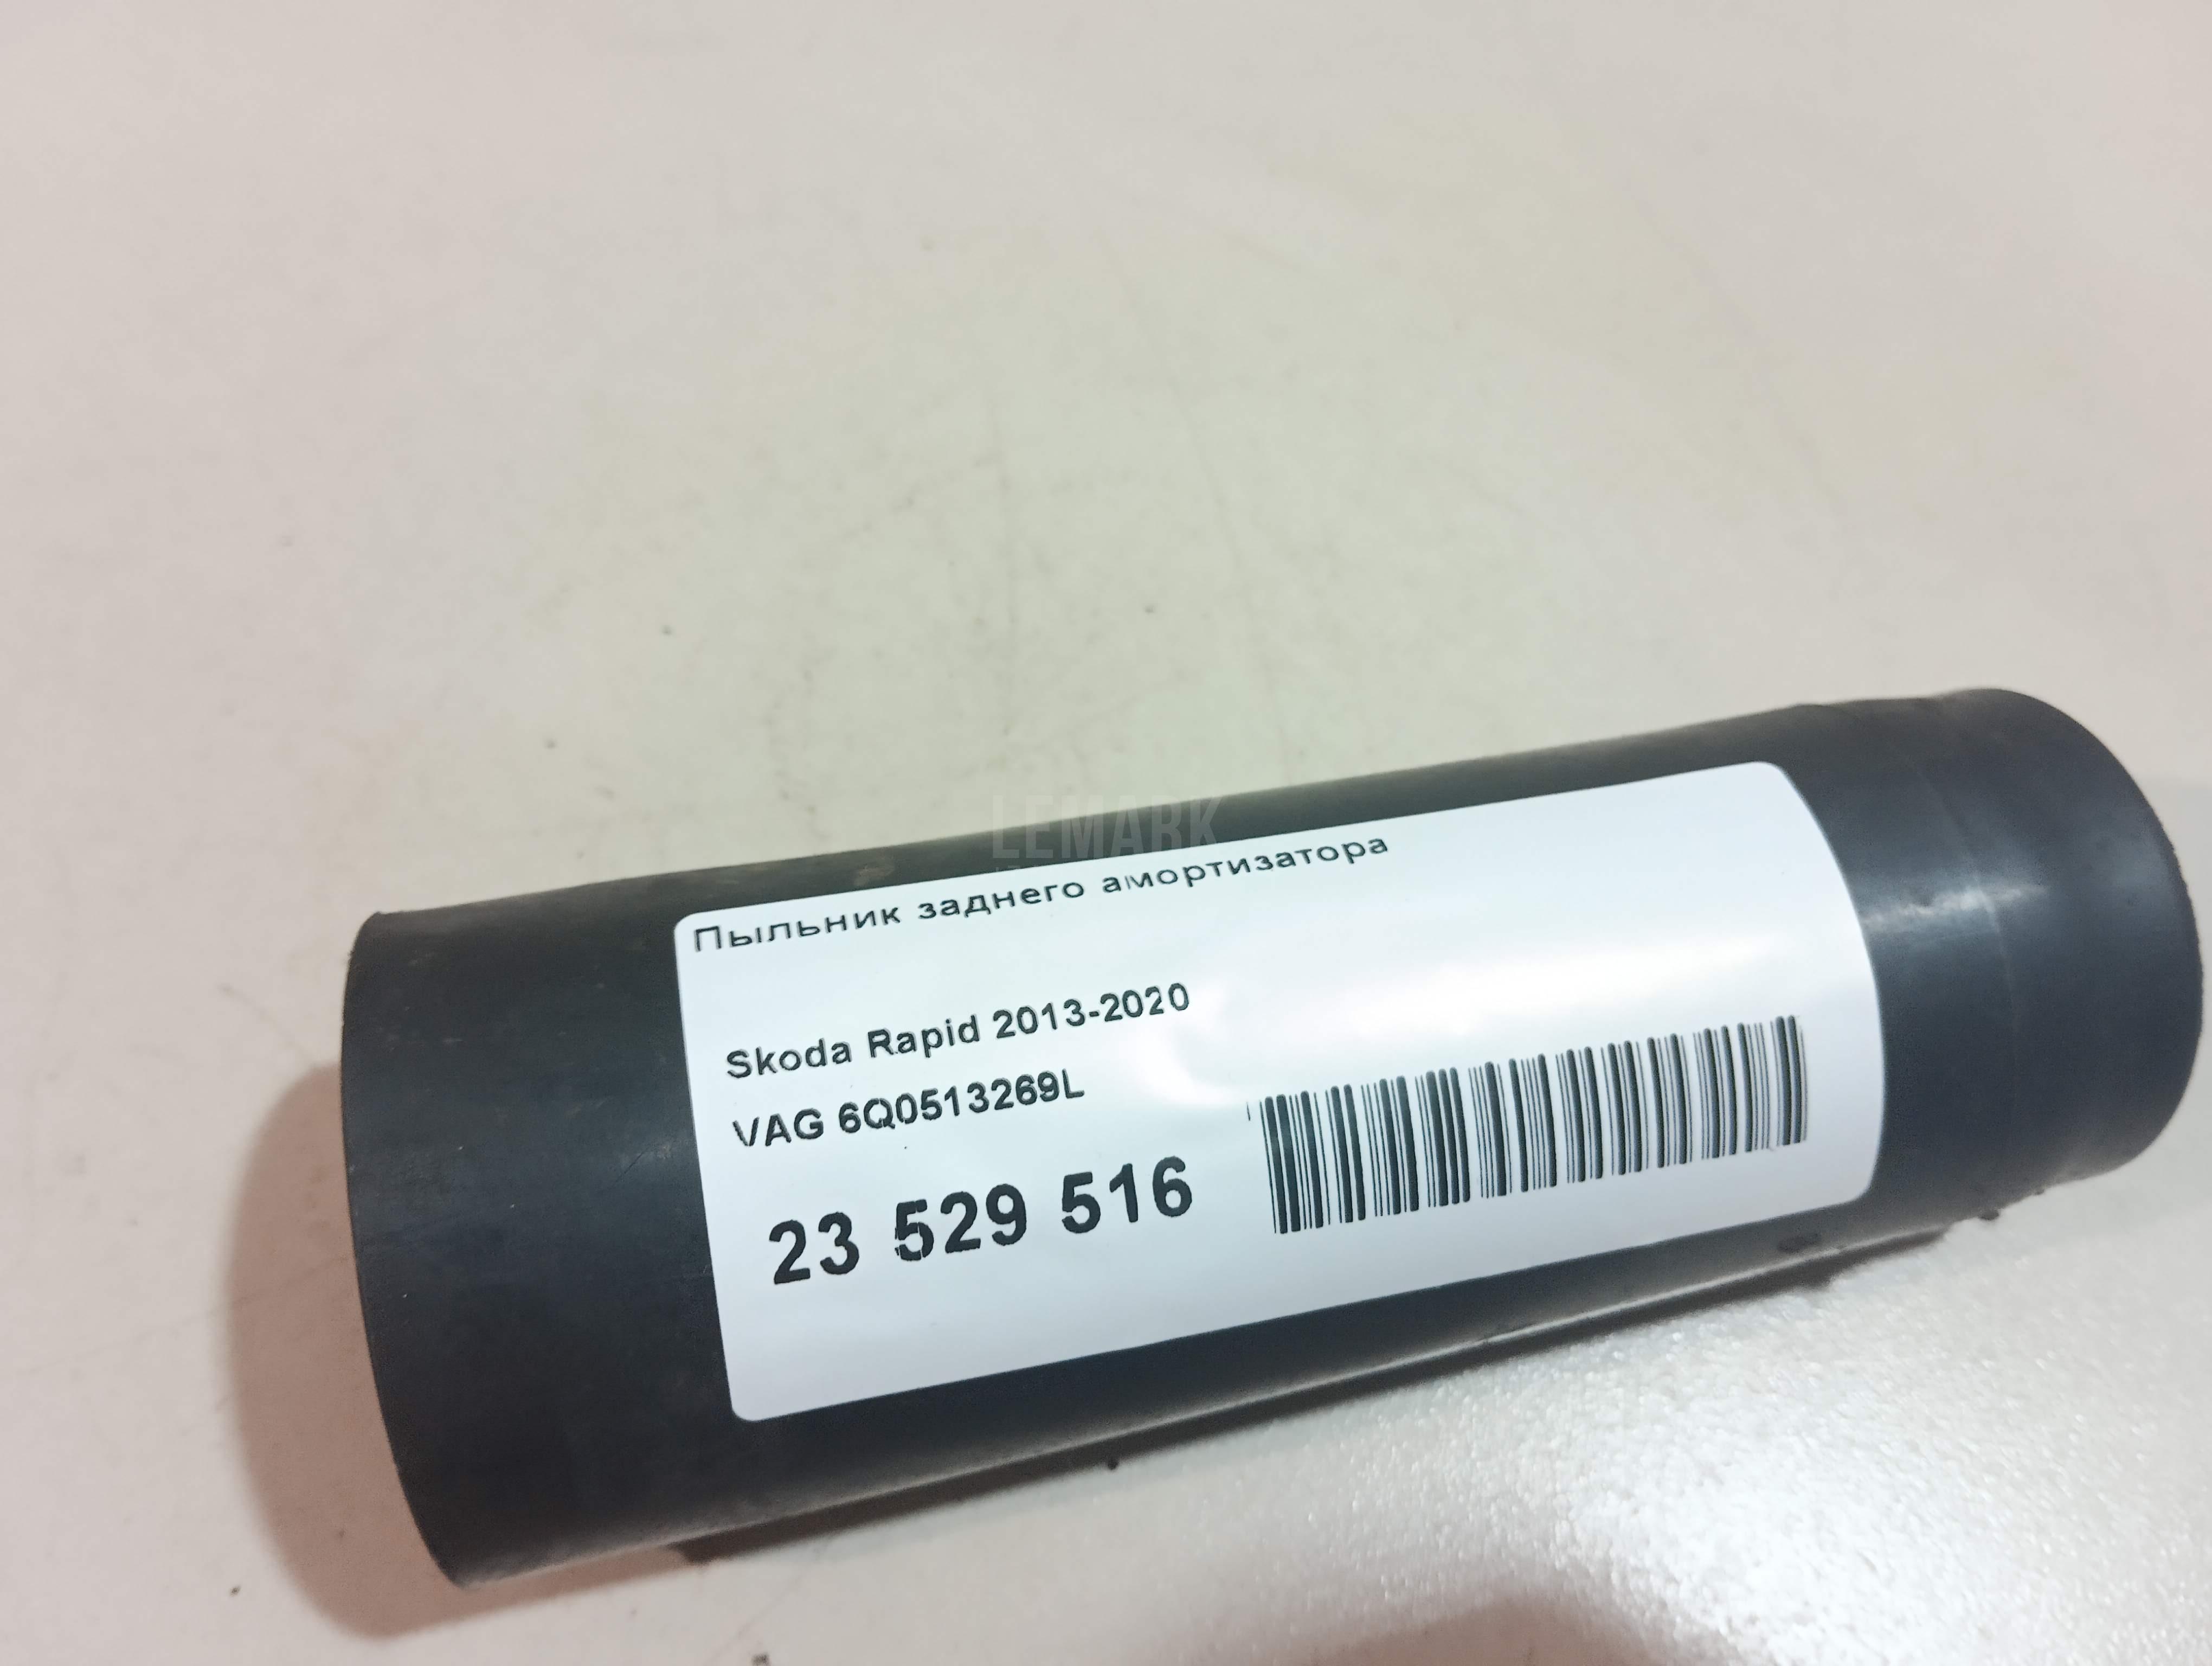 LEMARK
Пыльник заднего амортизатора
Skoda Rapid 2013-2020
VAG 6Q0513269L
23 529 516